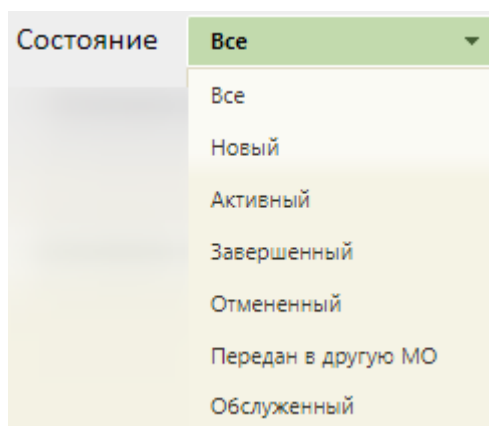 Состояние Все
Все
Новый
Активный
Завершенный
Отмененный
Передан в другую МО
Обслуженный